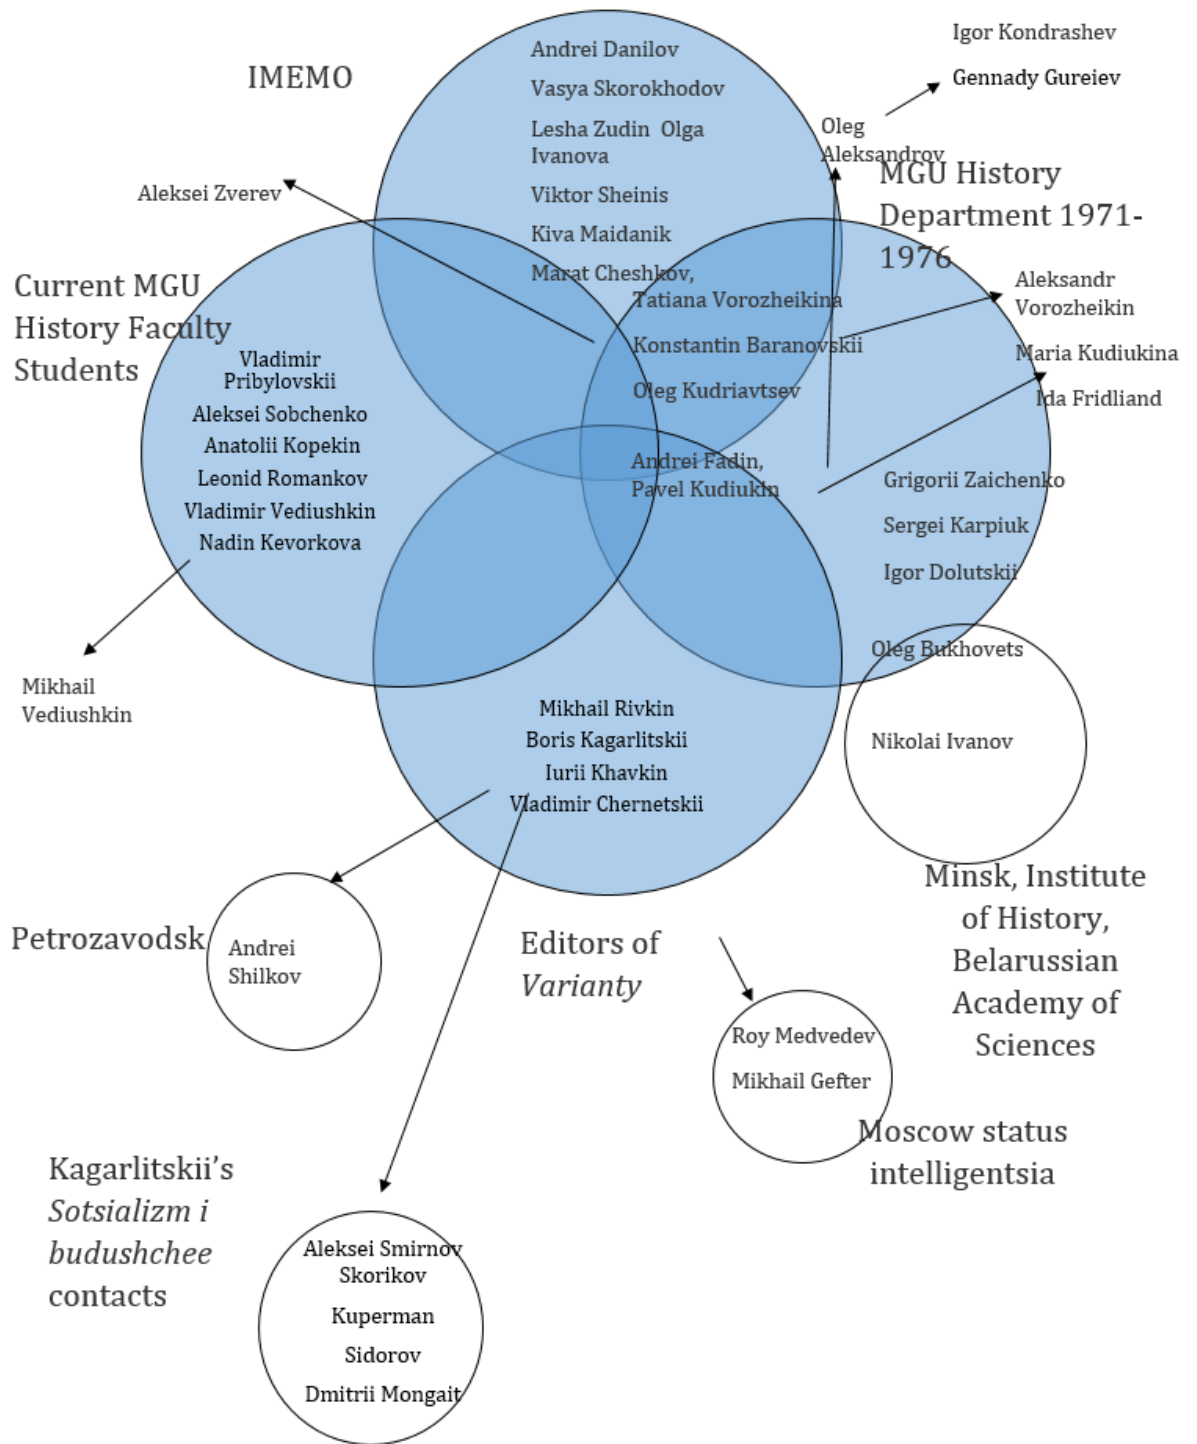 Igor Kondrashev
Gennady Gureiev
IMEMO
Andrei Danilov
Vasya Skorokhodov
Lesha Zudin  Olga
Ivanova
Viktor Sheinis
Kiva Maidanik
Marat Cheshkov,
Oleg
Aleksandrov
MGU History
Department 1971-
1976
Aleksei Zverev
Tatiana Vorozheikina
Konstantin Baranovskii
Oleg Kudriavtsev
Aleksandr
Vorozheikin
Maria Kudiukina
Ida Fridliand
Current MGU
History Faculty
Students
Vladimir
Pribylovskii
Aleksei Sobchenko
Anatolii Kopekin
Leonid Romankov
Vladimir Vediushkin
Nadin Kevorkova
Andrei Fadin,
Pavel Kudiukin
Grigorii Zaichenko
Sergei Karpiuk
Igor Dolutskii
Oleg Bukhovets
Nikolai Ivanov
Mikhail
Vediushkin
Mikhail Rivkin
Boris Kagarlitskii
Iurii Khavkin
Vladimir Chernetskii
Minsk, Institute
of History,
Belarussian
Academy of
Sciences
Petrozavodsk
Andrei
Shilkov
Editors of
Varianty
Roy Medvedev
Mikhail Gefter
Moscow status
intelligentsia
Kagarlitskii’s
Sotsializm i
budushchee
contacts
Aleksei Smirnov
Skorikov
Kuperman
Sidorov
Dmitrii Mongait